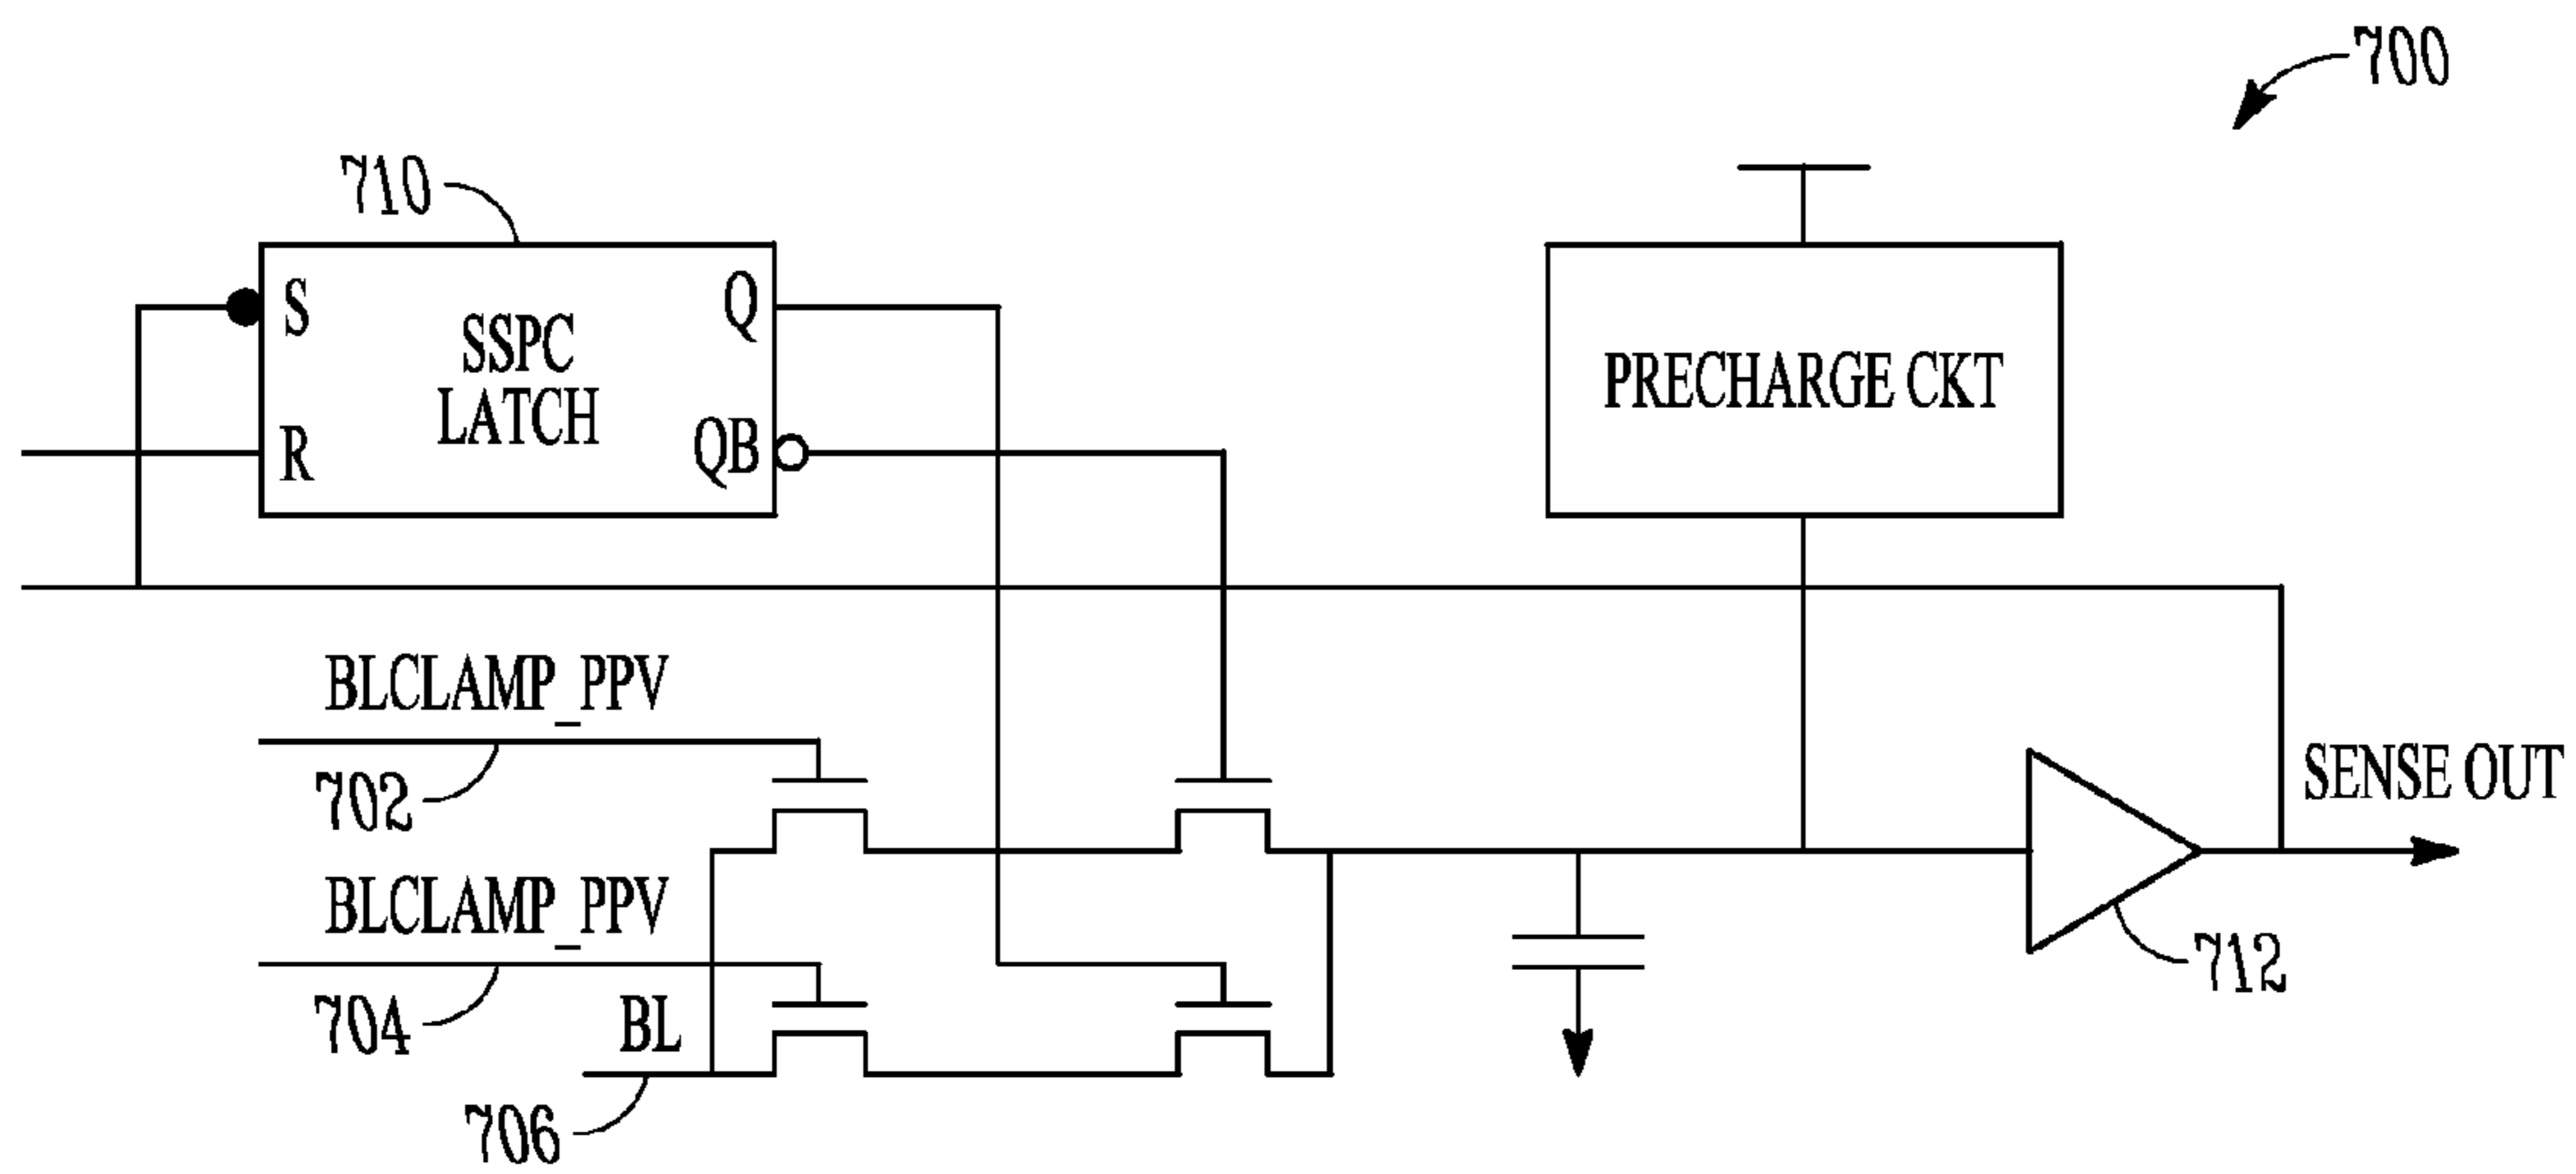 700
710
S
Q
SSPC
LATCH
PRECHARGE CKT
R
QB
BLCLAMP_PPV
702
SENSE OUT
BLCLAMP_PPV
704
BL
712
706